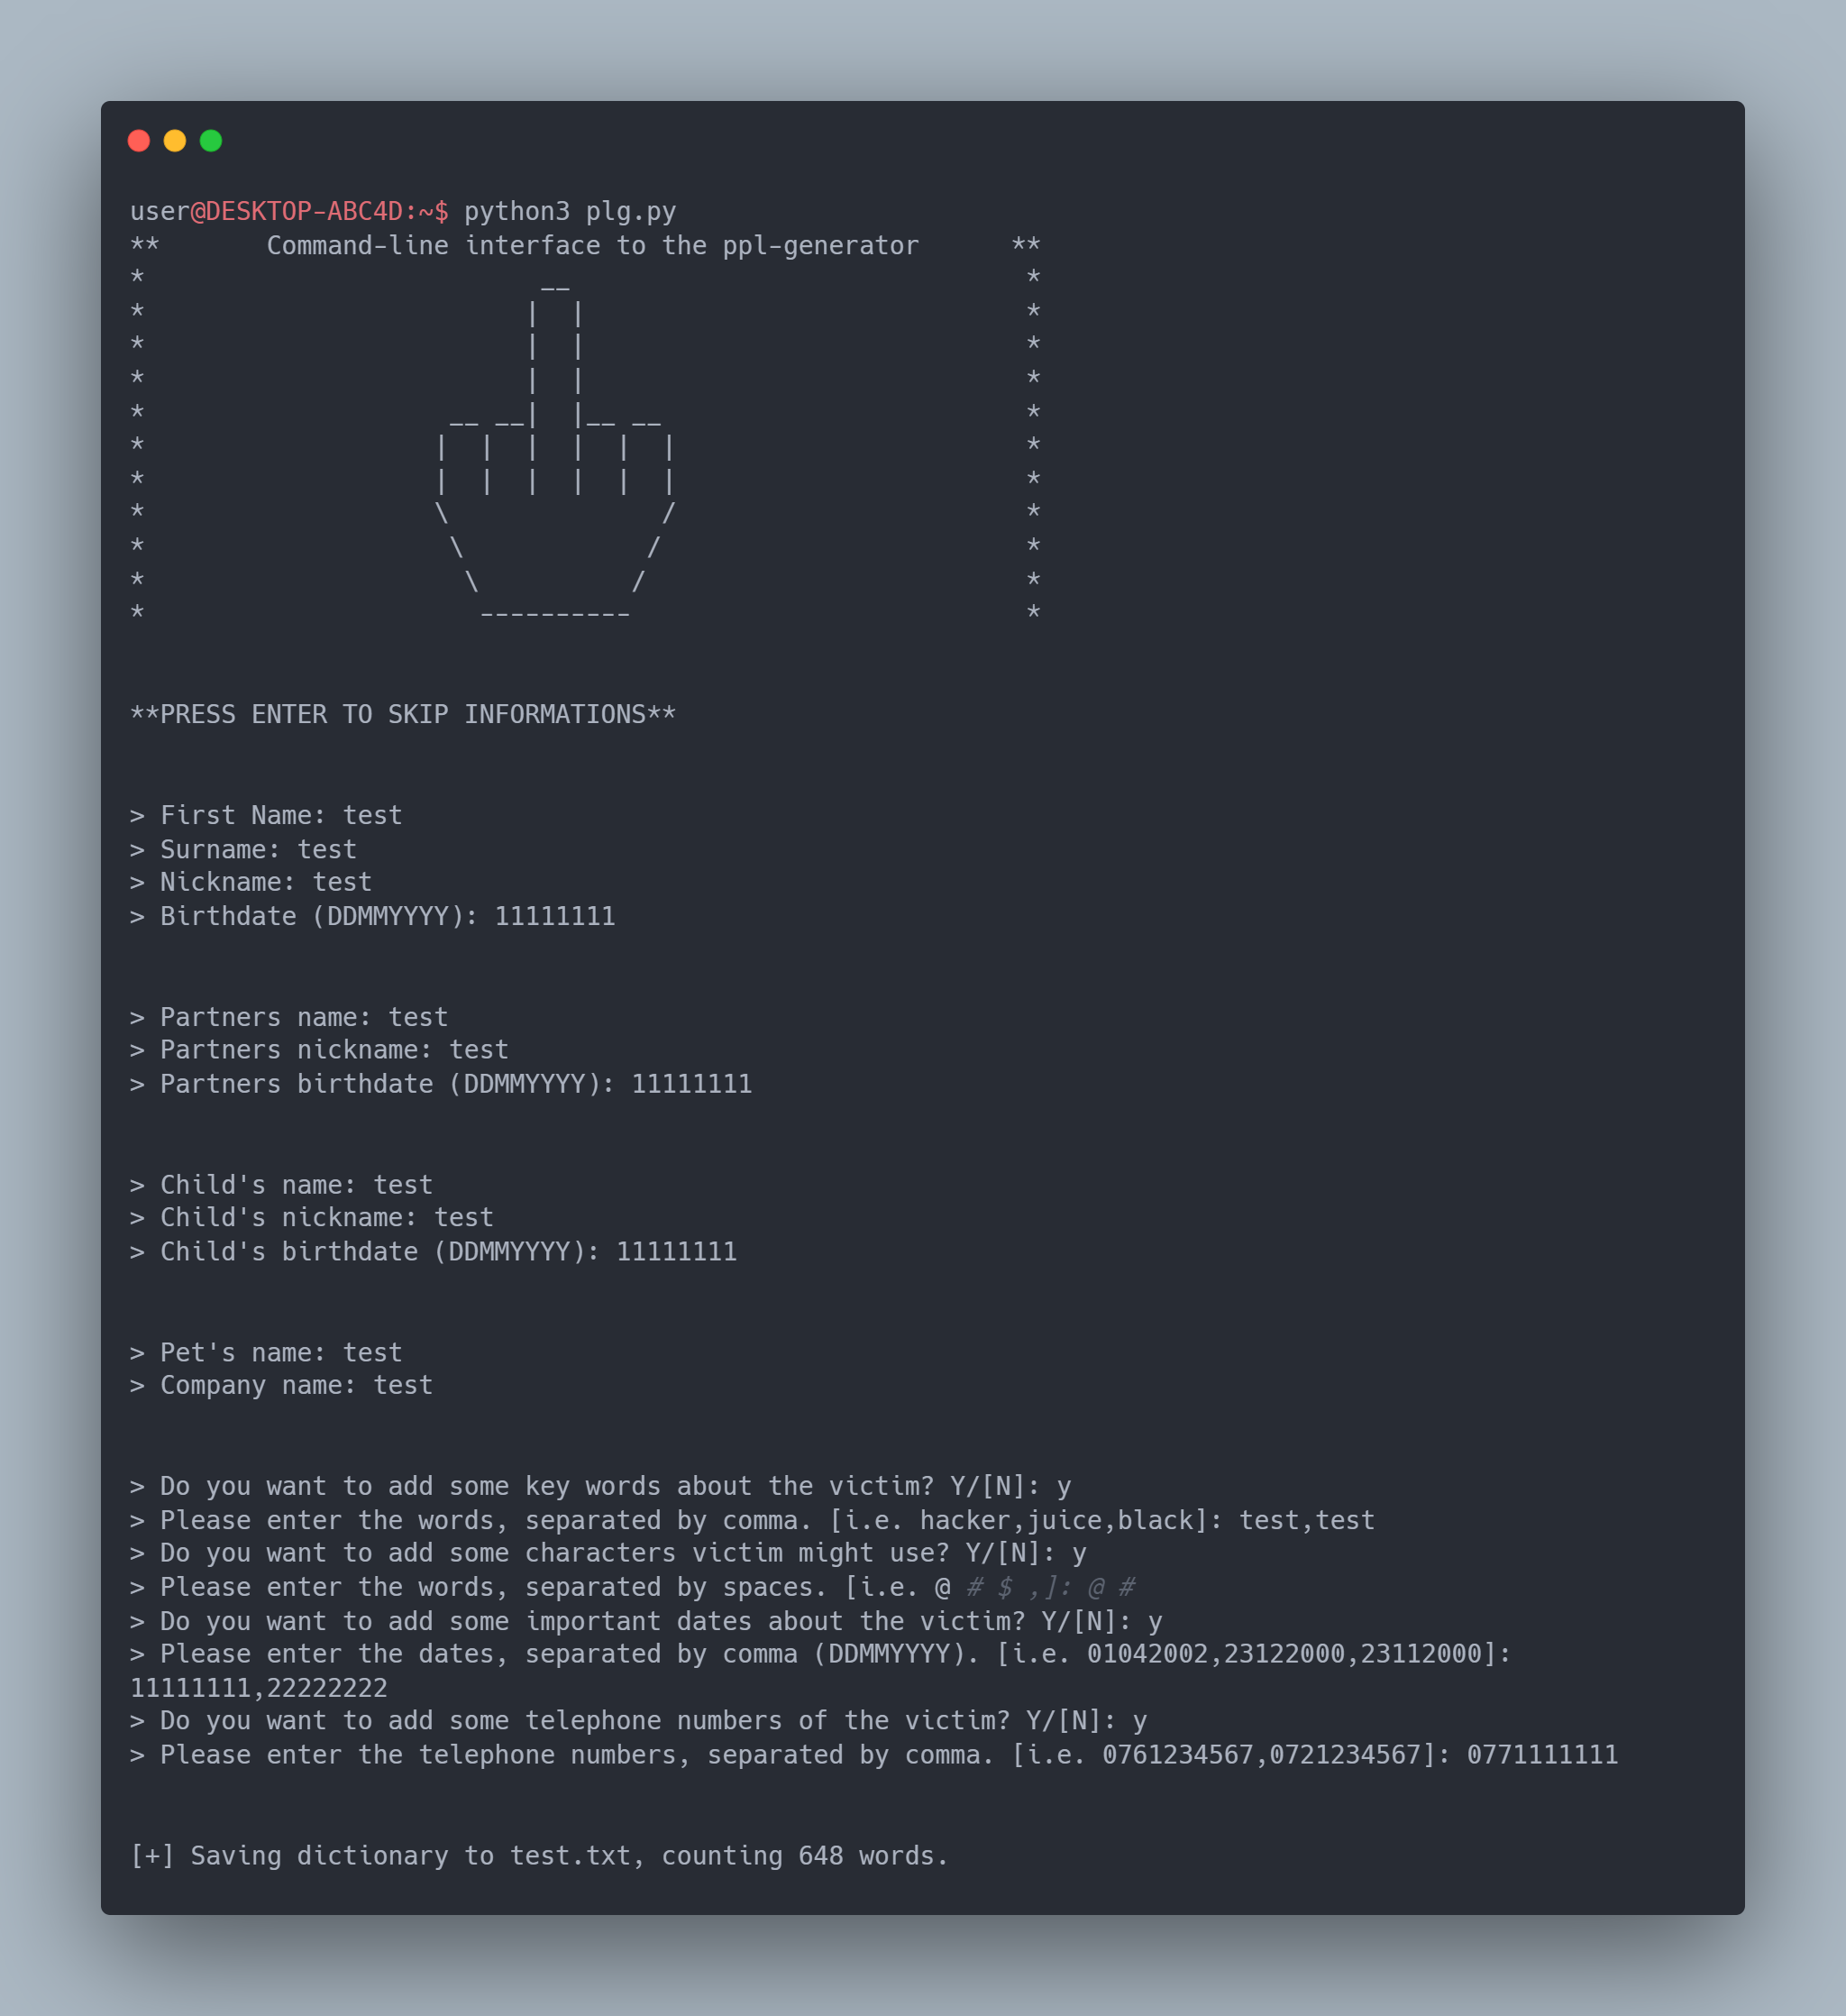 user@DESKTOP-ABC4D:~$ python3 plg.py
**       Command-line interface to the ppl-generator      **
*                          __                              *
*                         |  |                             *
*                         |  |                             *
*                         |  |                             *
*                    __ __|  |__ __                        *
*                   |  |  |  |  |  |                       *
*                   |  |  |  |  |  |                       *
*                   \              /                       *
*                    \            /                        *
*                     \          /                         *
*                      ----------                          *
**PRESS ENTER TO SKIP INFORMATIONS**
> First Name: test
> Surname: test
> Nickname: test
> Birthdate (DDMMYYYY): 11111111
> Partners name: test
> Partners nickname: test
> Partners birthdate (DDMMYYYY): 11111111
> Child's name: test
> Child's nickname: test
> Child's birthdate (DDMMYYYY): 11111111
> Pet's name: test
> Company name: test
> Do you want to add some key words about the victim? Y/[N]: y
> Please enter the words, separated by comma. [i.e. hacker,juice,black]: test,test
> Do you want to add some characters victim might use? Y/[N]: y
> Please enter the words, separated by spaces. [i.e. @ # $ ,]: @ #
> Do you want to add some important dates about the victim? Y/[N]: y
> Please enter the dates, separated by comma (DDMMYYYY). [i.e. 01042002,23122000,23112000]:
11111111,22222222
> Do you want to add some telephone numbers of the victim? Y/[N]: y
> Please enter the telephone numbers, separated by comma. [i.e. 0761234567,0721234567]: 0771111111
[+] Saving dictionary to test.txt, counting 648 words.